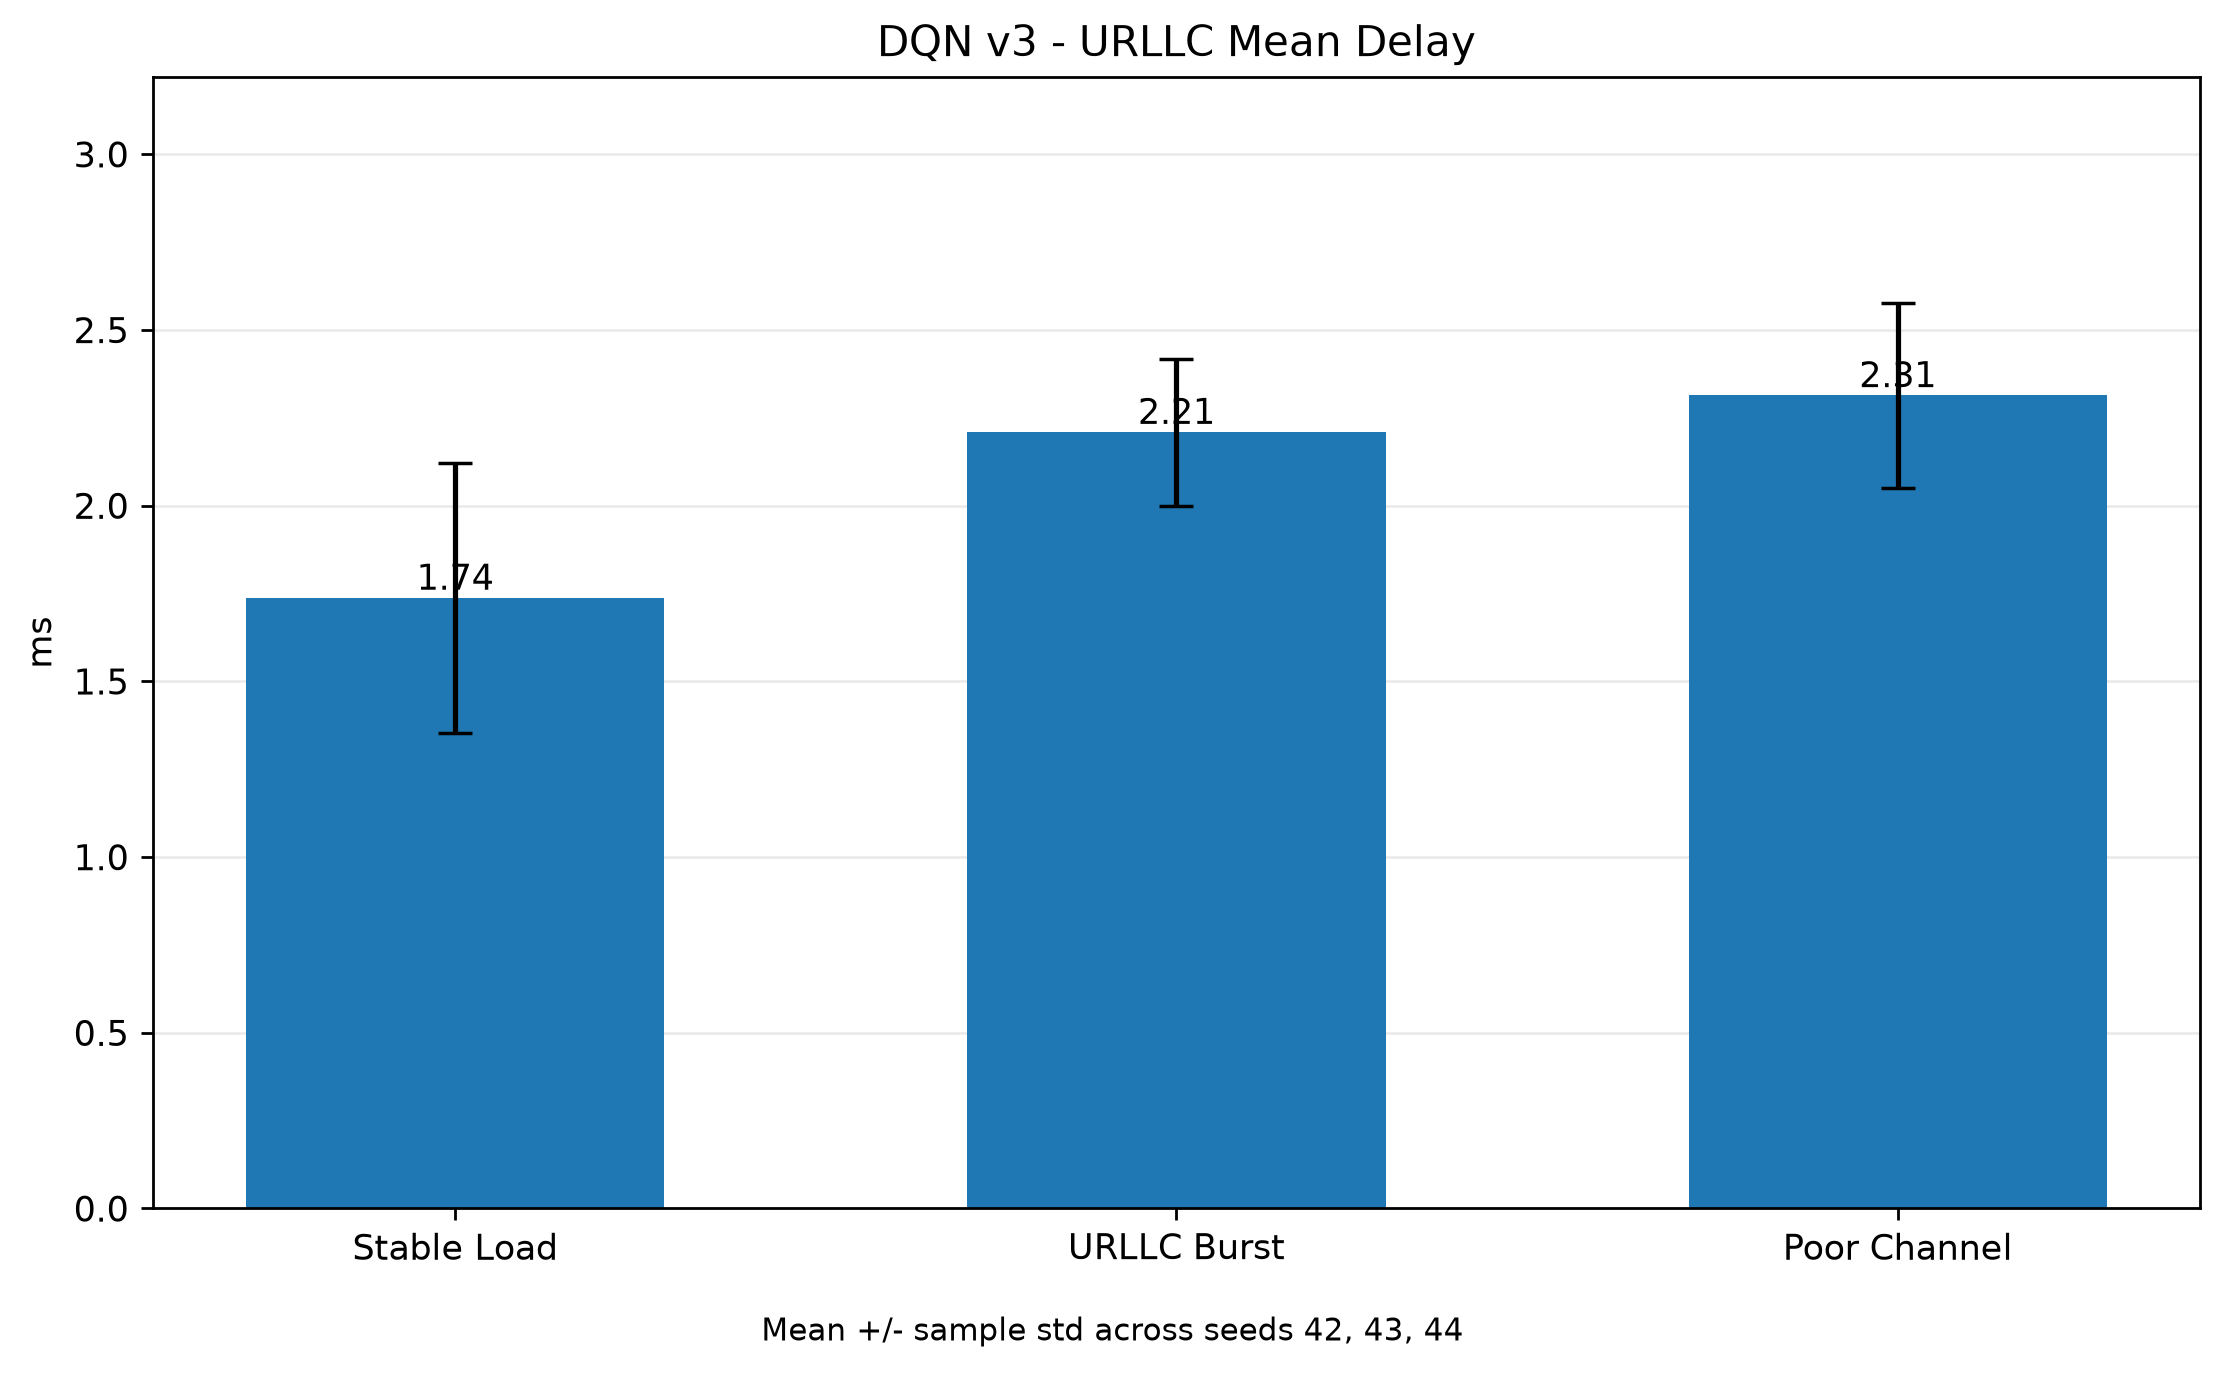 DQN v3 - URLLC Mean Delay
3.0
2.5
2.0
1.5
1.0
0.5
0.0
ms
1.74
2.21
2.31
Stable Load
URLLC Burst
Poor Channel
Mean +/- sample std across seeds 42, 43, 44